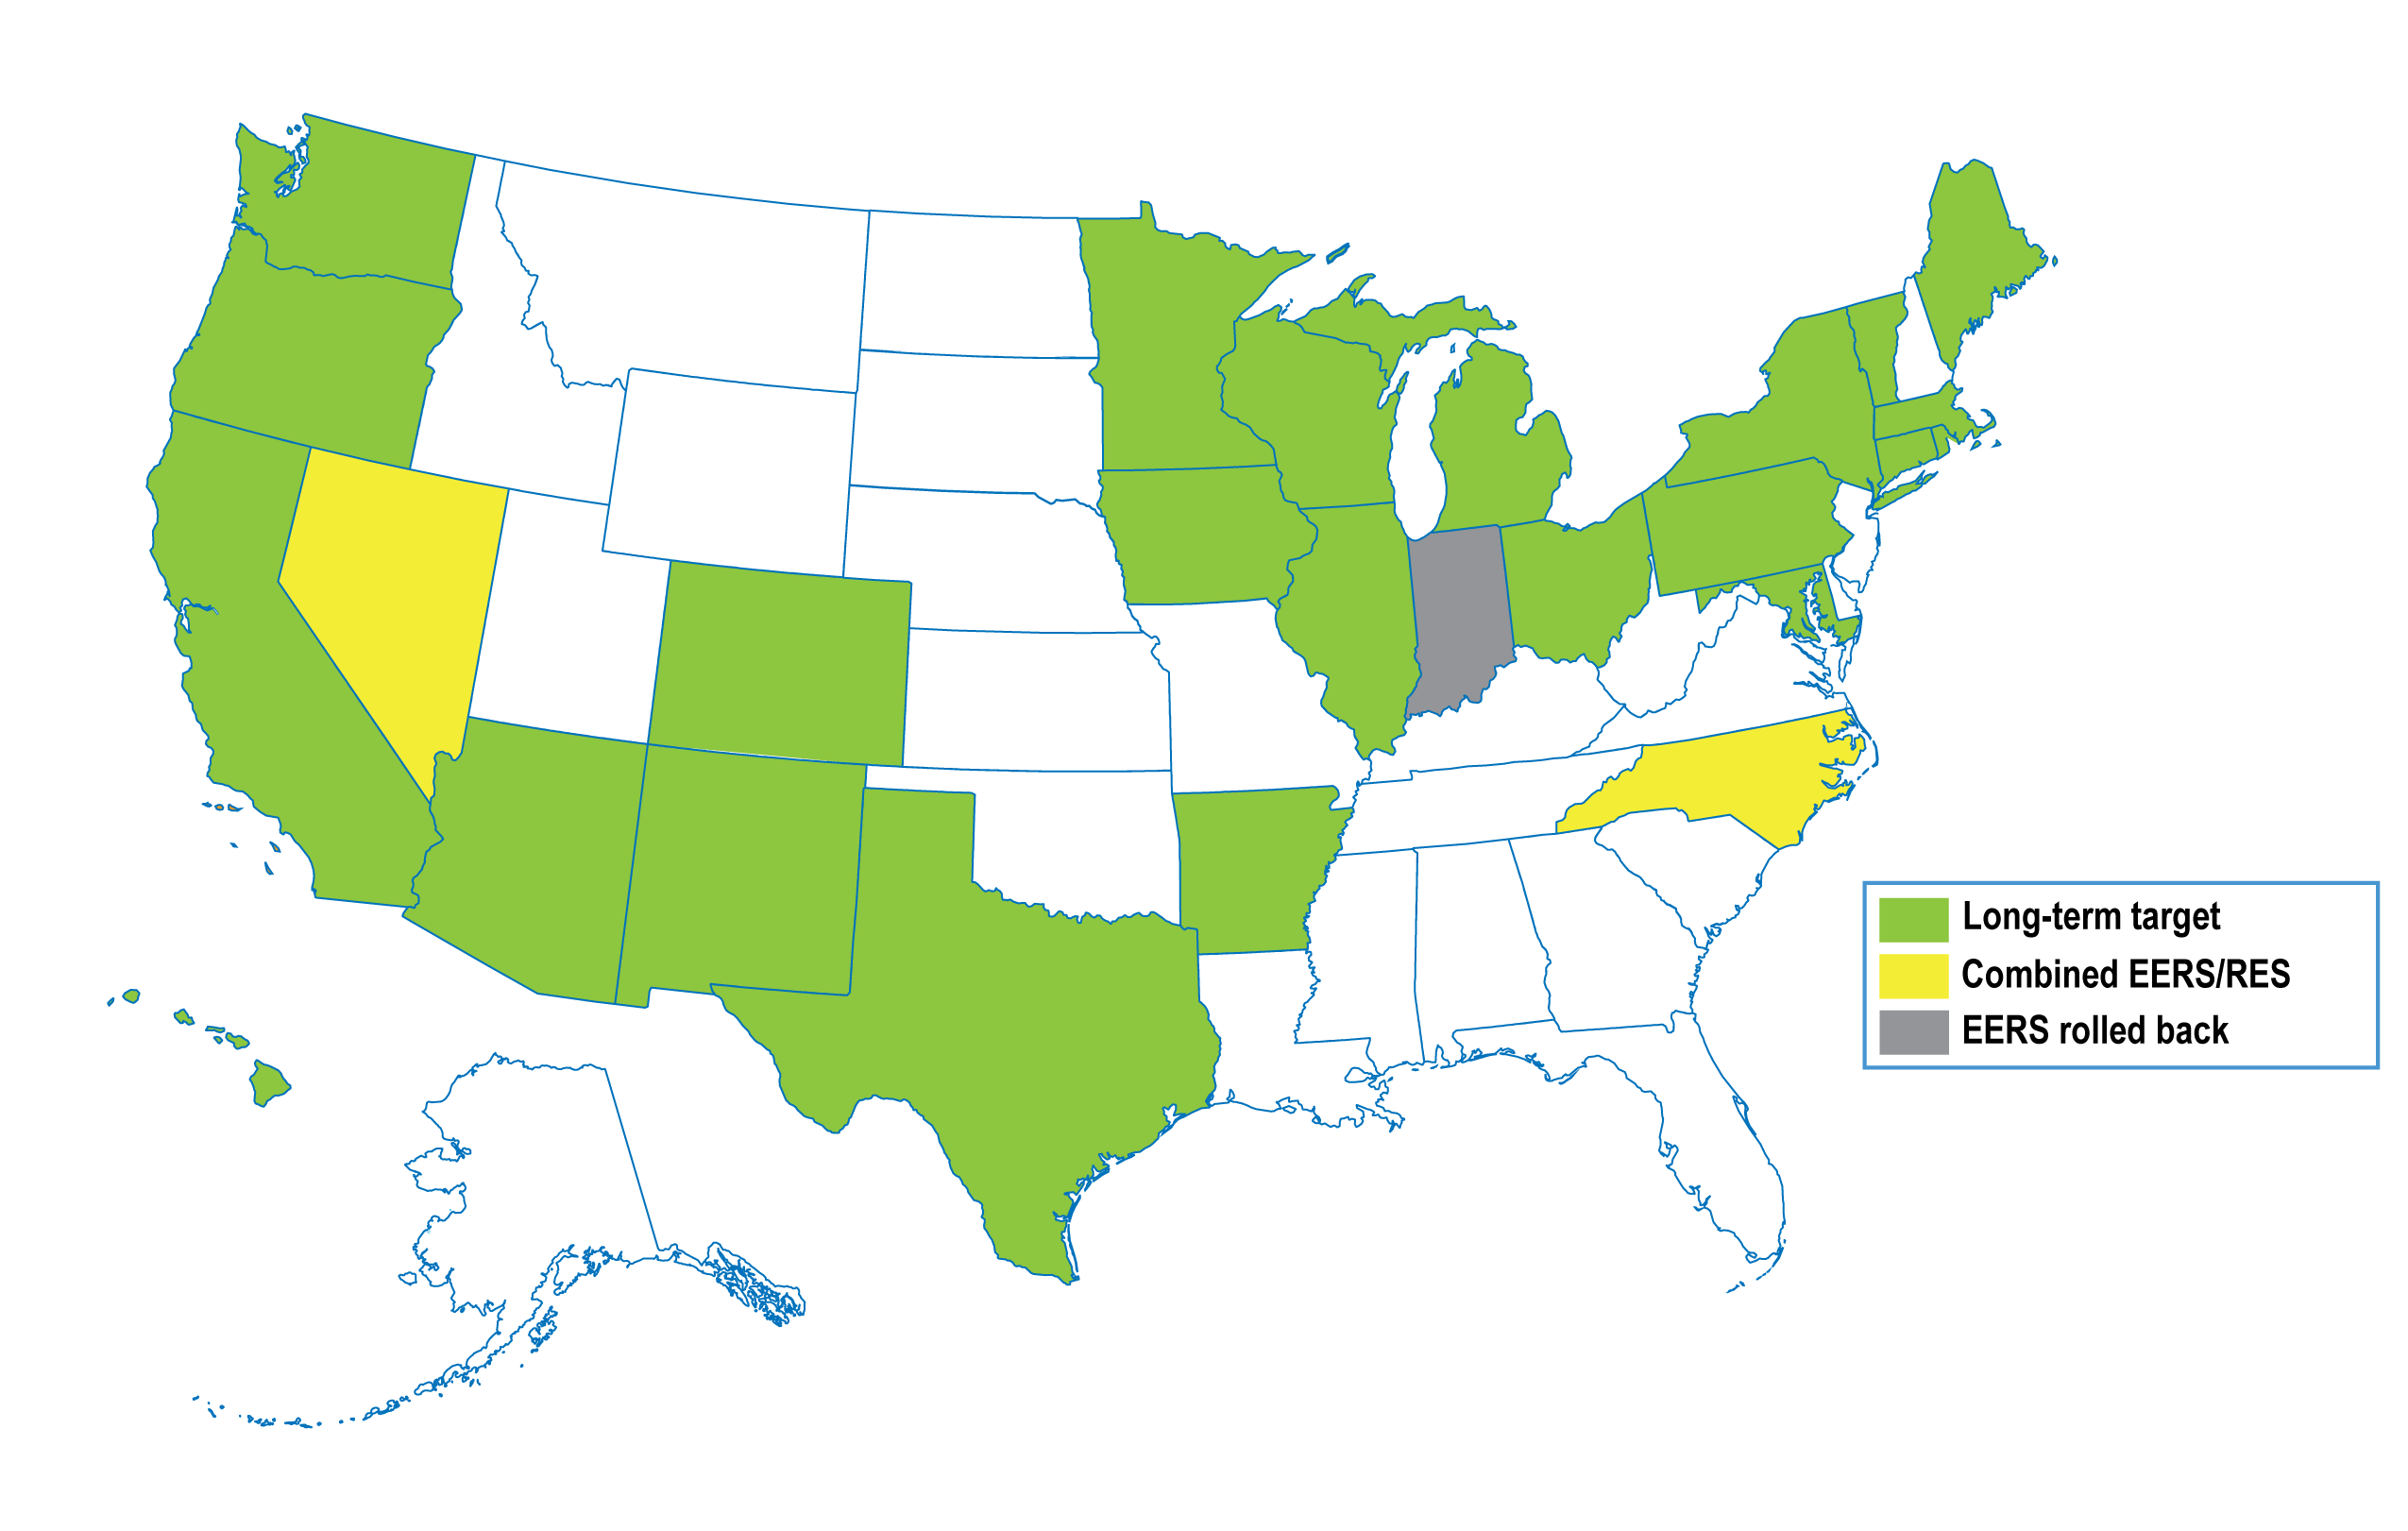 Long-term target
Combined EERS/RES
EERS rolled back